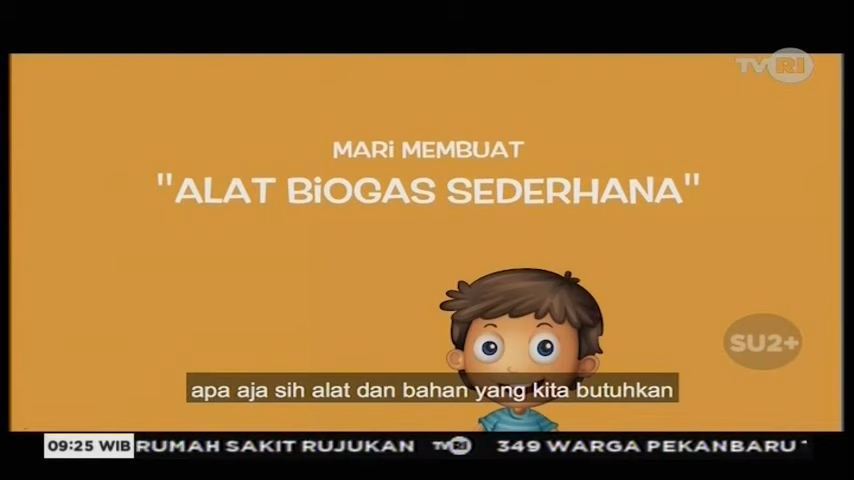 TVRI
MARi MEMBUAT
"ALAT BiOGAS SEDERHANA"
SU2+
apa aja sih alat dan bahan yang kita butuhkan
09:25 WIB RUMAH SAKIT RUJUKAN TVRI 349 WARGA PEKANBARU